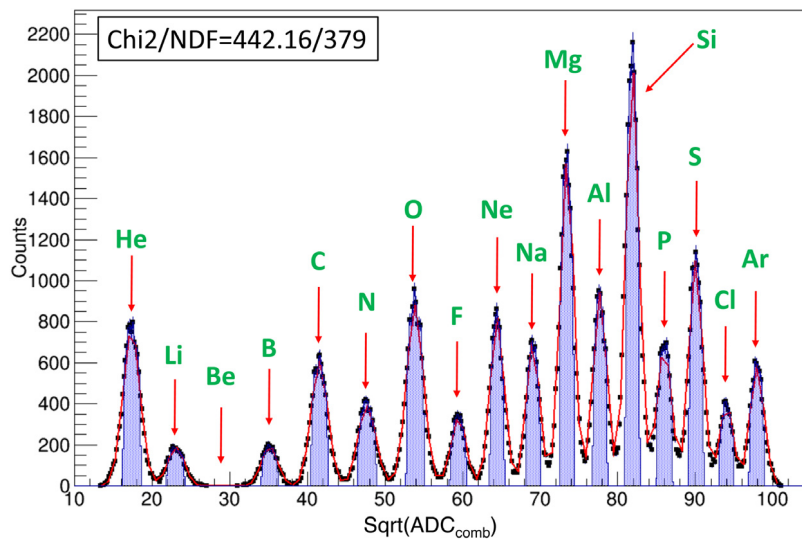 Chi2/NDF=442.16/379
He
Li
Be
B
C
N
O
F
Ne
Na
Mg
Al
Si
P
S
Cl
Ar
Counts
2200
2000
1800
1600
1400
1200
1000
800
600
400
200
0
10 20 30 40 50 60 70 80 90 100
Sqrt(ADCcomb)